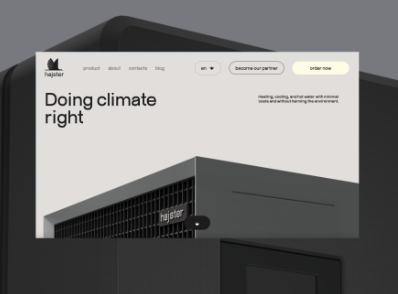 hajster
product about contacts blog
en
become our partner
order now
Doing climate
right
Heating, cooling, and hot water with minimal
costs and without harming the environment.
hajster